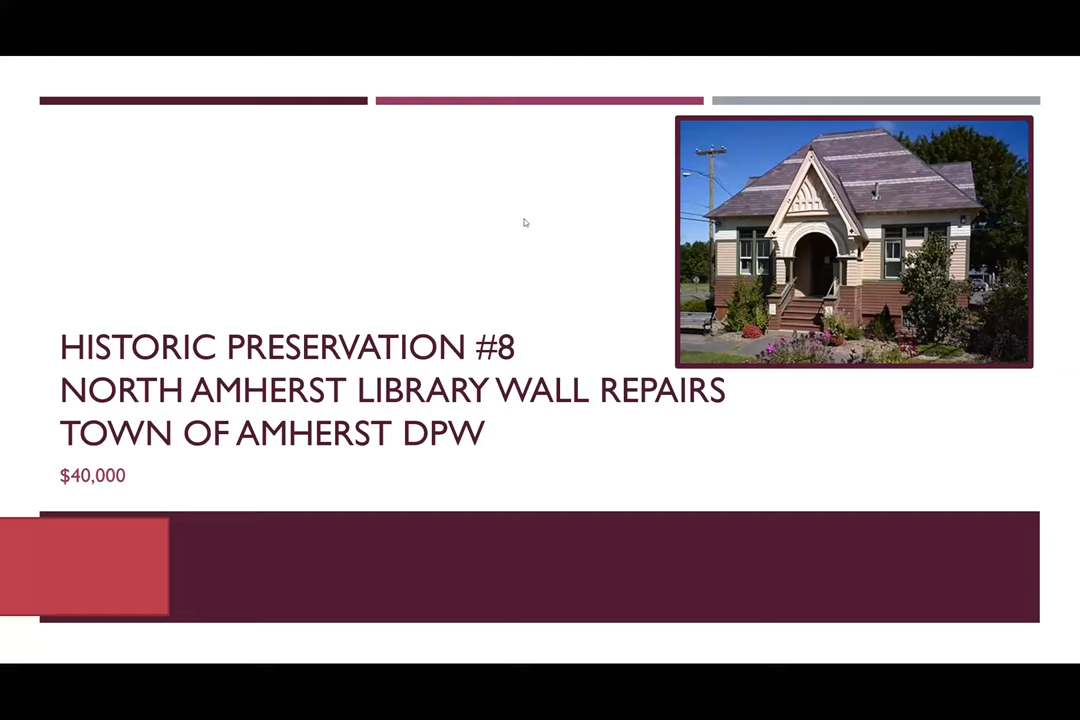 HISTORIC PRESERVATION #8
NORTH AMHERST LIBRARY WALL REPAIRS
TOWN OF AMHERST DPW
$40,000